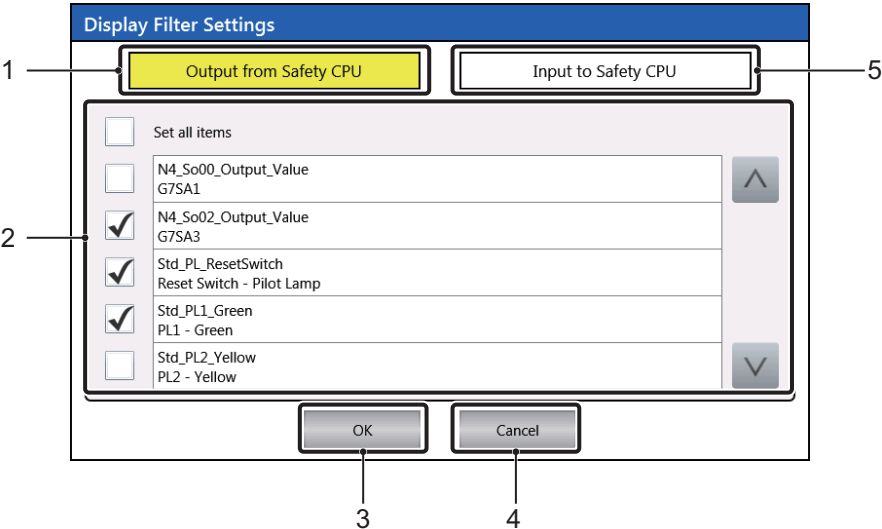 Display Filter Settings
1
Output from Safety CPU
Input to Safety CPU
5
Set all items
N4_So00_Output_Value
G7SA1
2
N4_So02_Output_Value
G7SA3
Std_PL_ResetSwitch
Reset Switch - Pilot Lamp
Std_PL1_Green
PL1 - Green
Std_PL2_Yellow
PL2 - Yellow
OK
Cancel
3
4